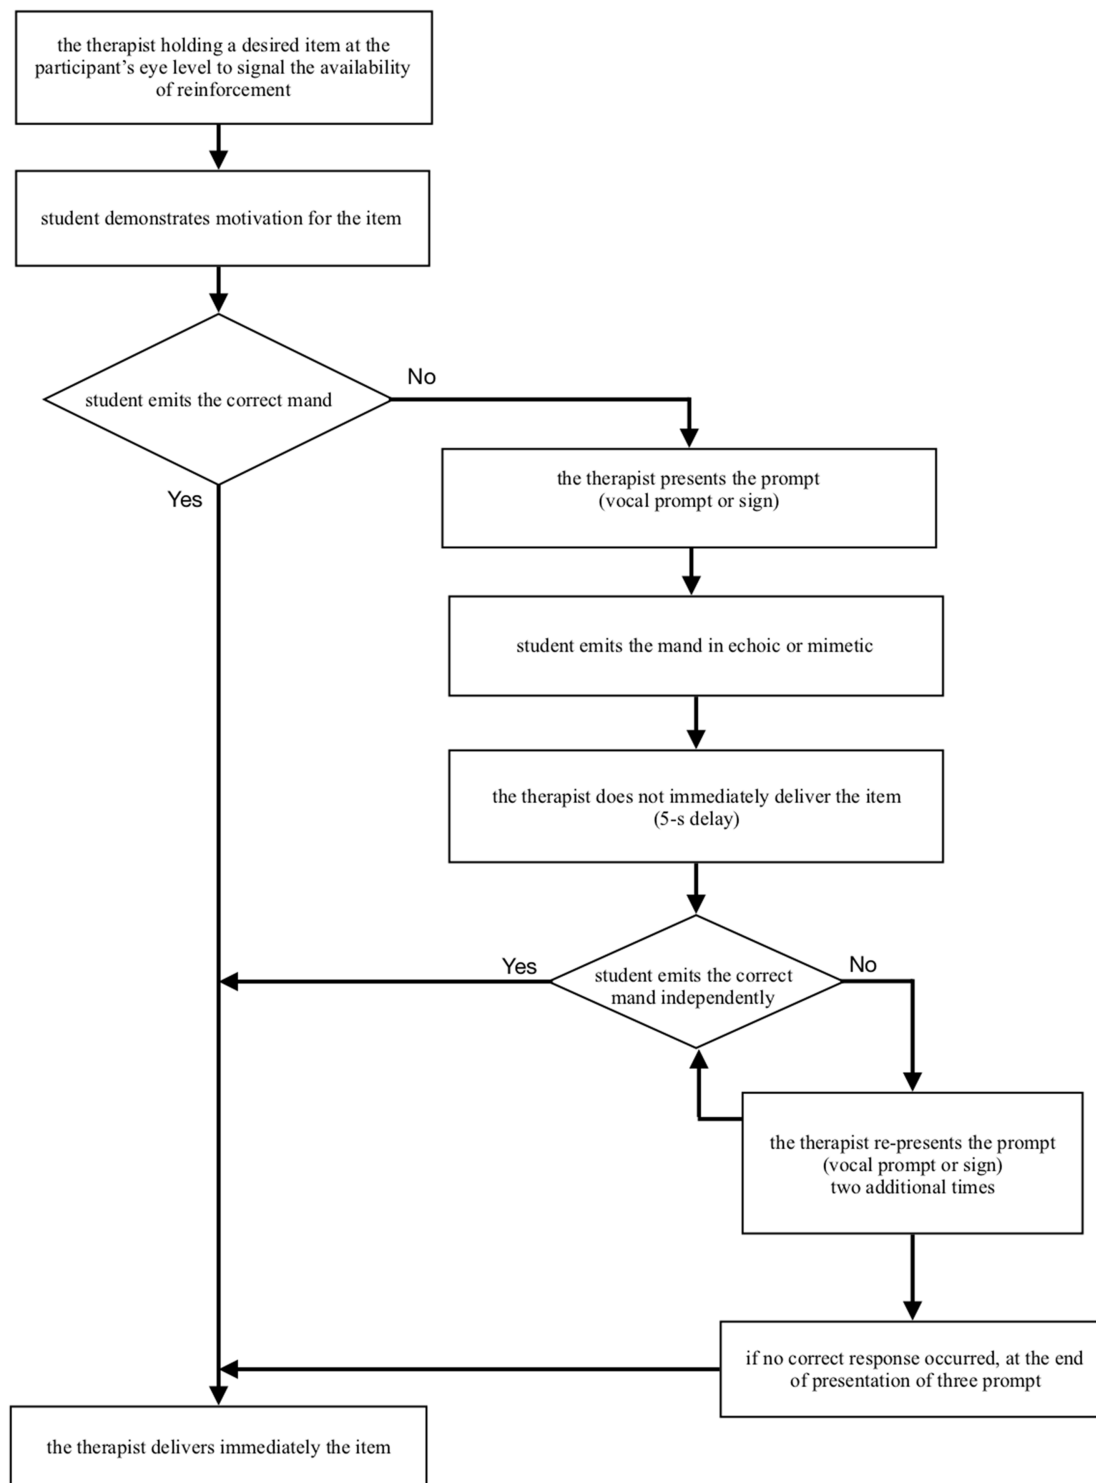 the therapist holding a desired item at the
participant’s eye level to signal the availability
of reinforcement
student demonstrates motivation for the item
student emits the correct mand
No
Yes
the therapist presents the prompt
(vocal prompt or sign)
student emits the mand in echoic or mimetic
the therapist does not immediately deliver the item
(5-s delay)
Yes
student emits the correct
mand independently
No
the therapist re-presents the prompt
(vocal prompt or sign)
two additional times
if no correct response occurred, at the end
of presentation of three prompt
the therapist delivers immediately the item